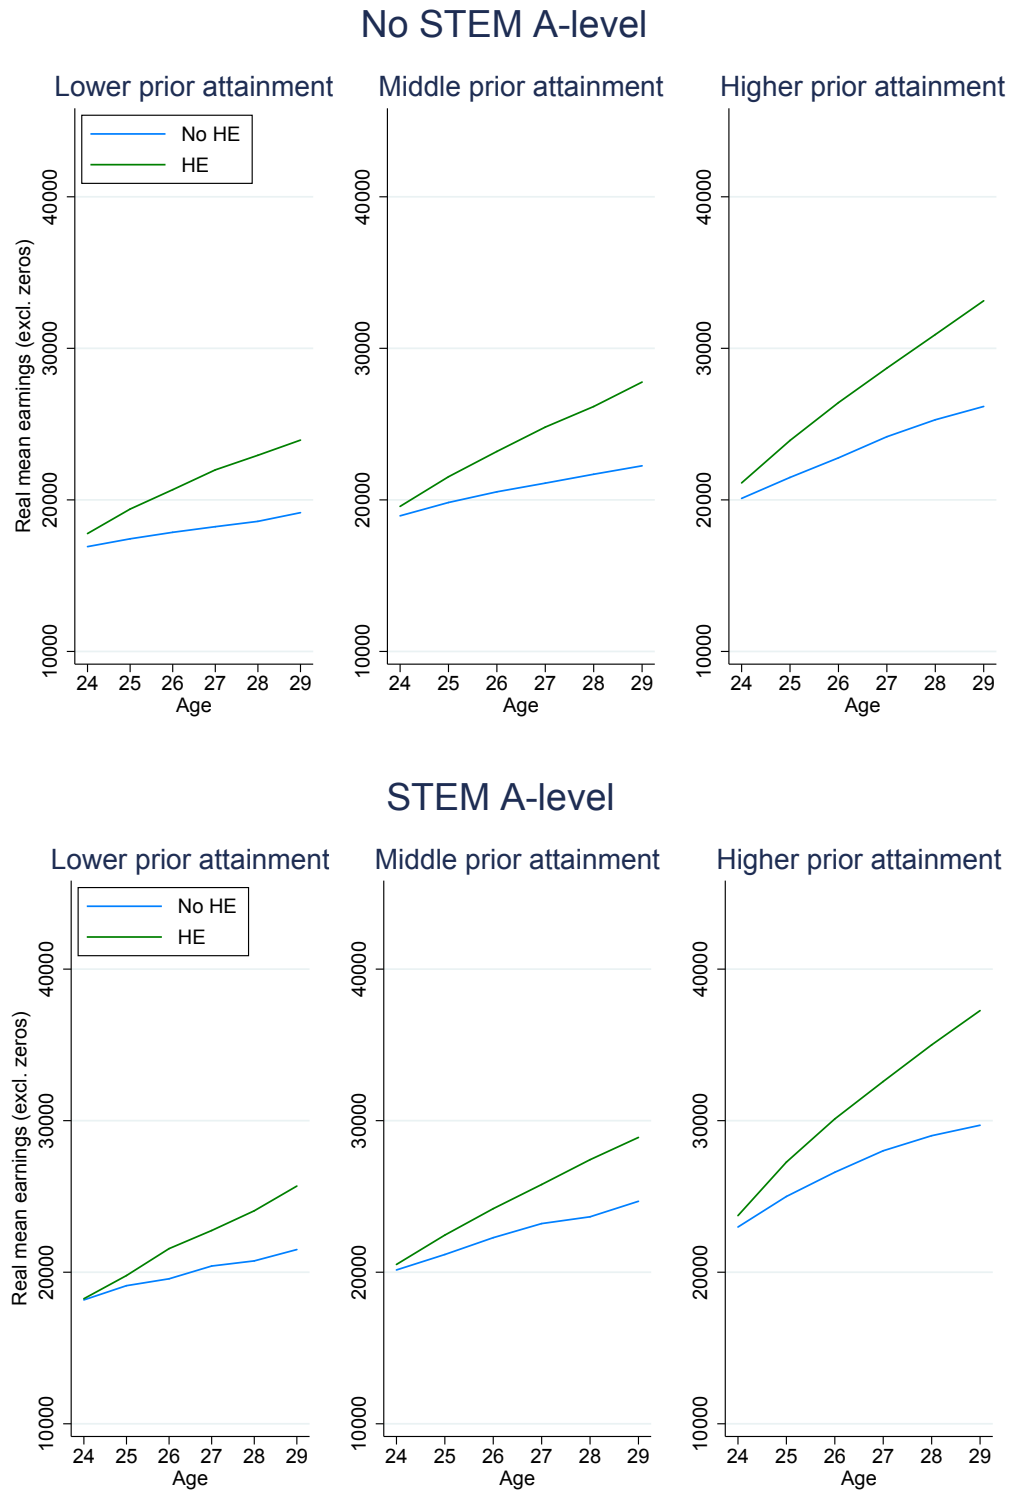 No STEM A-level
Lower prior attainment
Middle prior attainment
Higher prior attainment
No HE
HE
Real mean earnings (excl. zeros)
40000
30000
20000
10000
24 25 26 27 28 29
Age
40000
30000
20000
10000
24 25 26 27 28 29
Age
40000
30000
20000
10000
24 25 26 27 28 29
Age
STEM A-level
Lower prior attainment
Middle prior attainment
Higher prior attainment
No HE
HE
Real mean earnings (excl. zeros)
40000
30000
20000
10000
24 25 26 27 28 29
Age
40000
30000
20000
10000
24 25 26 27 28 29
Age
40000
30000
20000
10000
24 25 26 27 28 29
Age